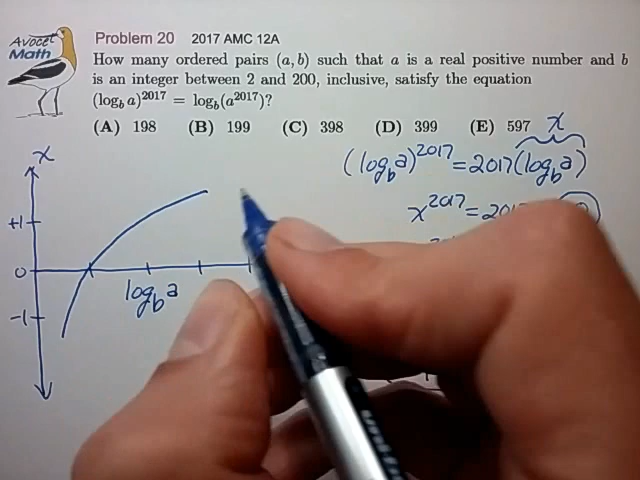 Avocet Math
Problem 20 2017 AMC 12A
How many ordered pairs (a, b) such that a is a real positive number and b
is an integer between 2 and 200, inclusive, satisfy the equation
(log_b a)^2017 = log_b(a^2017)?
(A) 198 (B) 199 (C) 398 (D) 399 (E) 597
x
(log_b a)^2017 = 2017(log_b a)
x^2017 =
x
+1
0
-1
log_b a